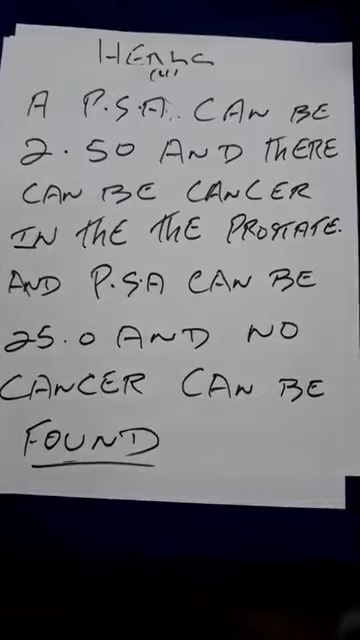 A P.S.A. CAN BE
2.50 AND THERE
CAN BE CANCER
IN THE THE PROSTATE.
AND P.S.A CAN BE
25.0 AND NO
CANCER CAN BE
FOUND